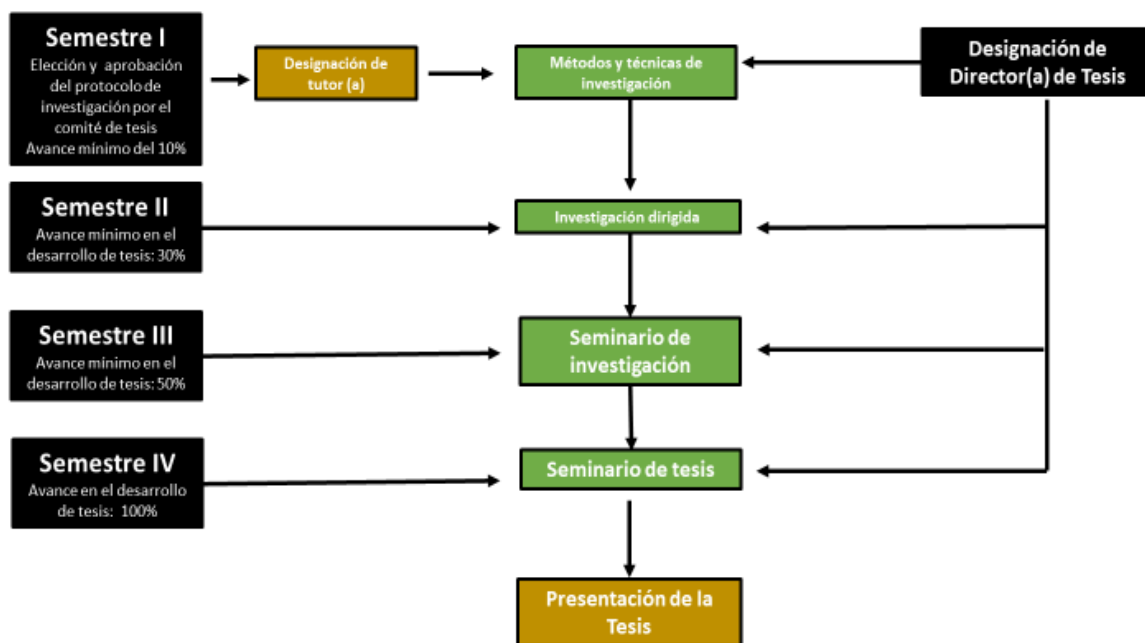 Semestre I
Elección y aprobación
del protocolo de
investigación por el
comité de tesis
Avance mínimo del 10%
Designación de
tutor (a)
Métodos y técnicas de
investigación
Designación de
Director(a) de Tesis
Semestre II
Avance mínimo en el
desarrollo de tesis: 30%
Investigación dirigida
Semestre III
Avance mínimo en el
desarrollo de tesis: 50%
Seminario de
investigación
Semestre IV
Avance en el desarrollo
de tesis: 100%
Seminario de tesis
Presentación de la
Tesis